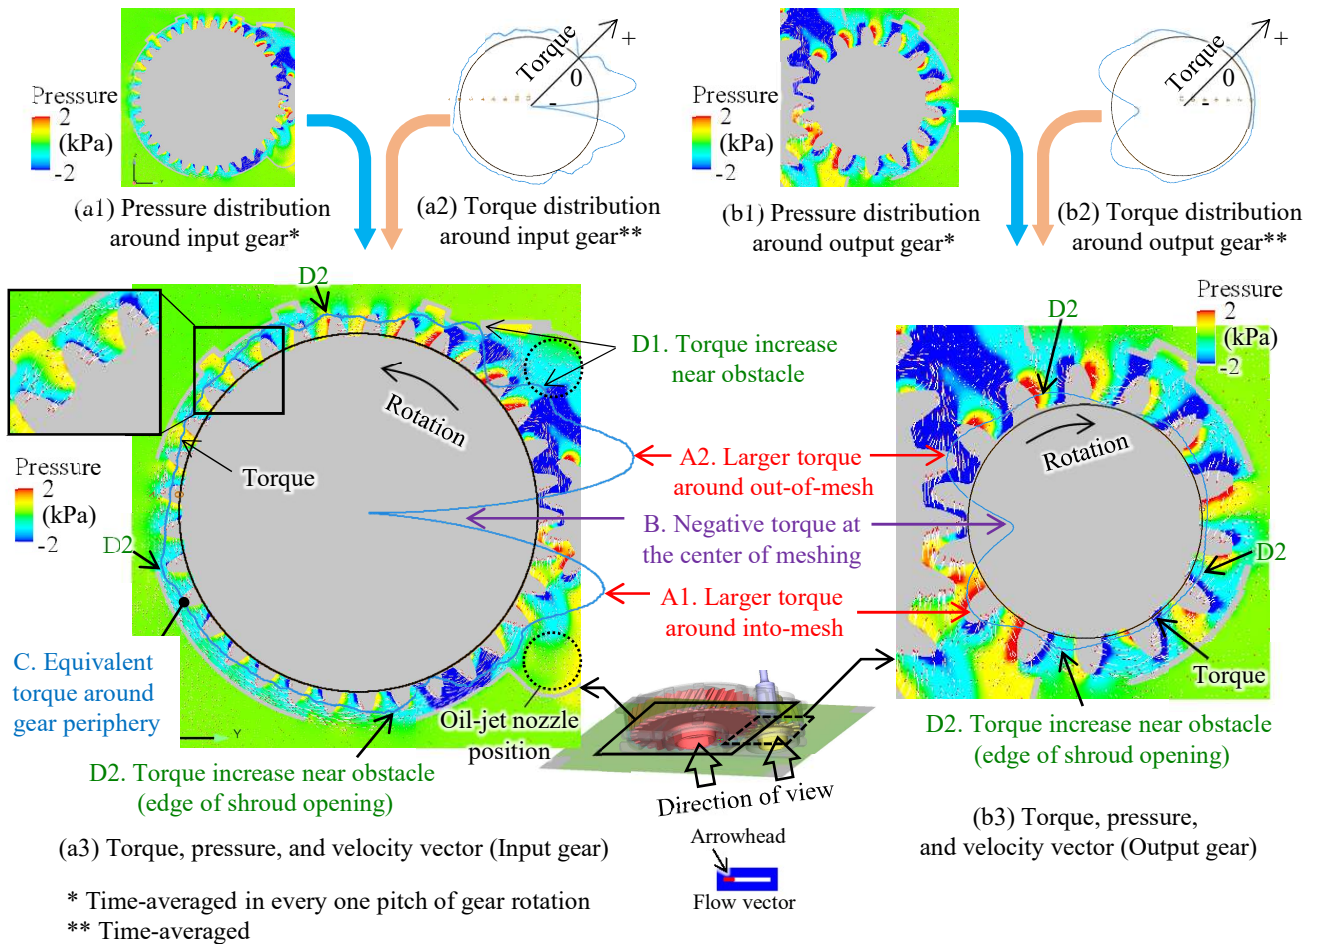 Pressure
2
(kPa)
-2
(a1) Pressure distribution
around input gear*
Torque
+
0
-
(a2) Torque distribution
around input gear**
Pressure
2
(kPa)
-2
(b1) Pressure distribution
around output gear*
Torque
+
0
-
(b2) Torque distribution
around output gear**
D2
D1. Torque increase
near obstacle
Rotation
Torque
Pressure
2
(kPa)
-2
D2
A2. Larger torque
around out-of-mesh
B. Negative torque at
the center of meshing
A1. Larger torque
around into-mesh
C. Equivalent
torque around
gear periphery
Y
Oil-jet nozzle
position
D2. Torque increase near obstacle
(edge of shroud opening)
Direction of view
(a3) Torque, pressure, and velocity vector (Input gear)
Arrowhead
Flow vector
Pressure
2
(kPa)
-2
D2
Rotation
D2
Torque
D2. Torque increase near obstacle
(edge of shroud opening)
(b3) Torque, pressure,
and velocity vector (Output gear)
* Time-averaged in every one pitch of gear rotation
** Time-averaged